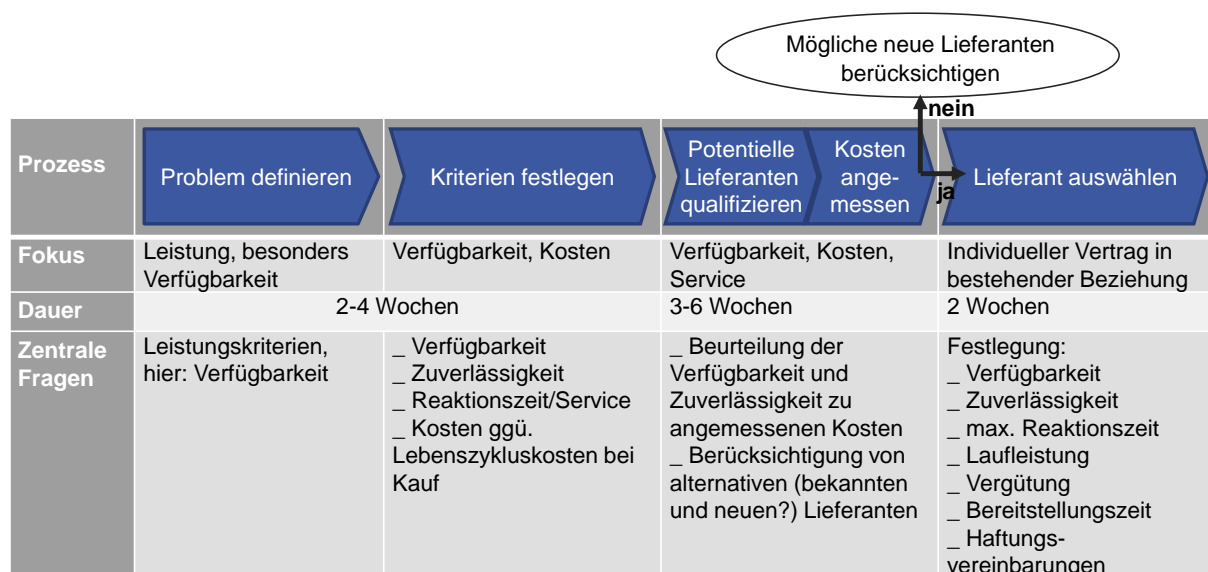 Mögliche neue Lieferanten
berücksichtigen
nein
Prozess
Problem definieren
Kriterien festlegen
Potentielle
Lieferanten
qualifizieren
Kosten
ange-
messen
ja
Lieferant auswählen
Fokus
Leistung, besonders
Verfügbarkeit
Verfügbarkeit, Kosten
Verfügbarkeit, Kosten,
Service
Individueller Vertrag in
bestehender Beziehung
Dauer
2-4 Wochen
3-6 Wochen
2 Wochen
Zentrale
Fragen
Leistungskriterien,
hier: Verfügbarkeit
_ Verfügbarkeit
_ Zuverlässigkeit
_ Reaktionszeit/Service
_ Kosten ggü.
Lebenszykluskosten bei
Kauf
_ Beurteilung der
Verfügbarkeit und
Zuverlässigkeit zu
angemessenen Kosten
_ Berücksichtigung von
alternativen (bekannten
und neuen?) Lieferanten
Festlegung:
_ Verfügbarkeit
_ Zuverlässigkeit
_ max. Reaktionszeit
_ Laufleistung
_ Vergütung
_ Bereitstellungszeit
_ Haftungs-
vereinbarungen